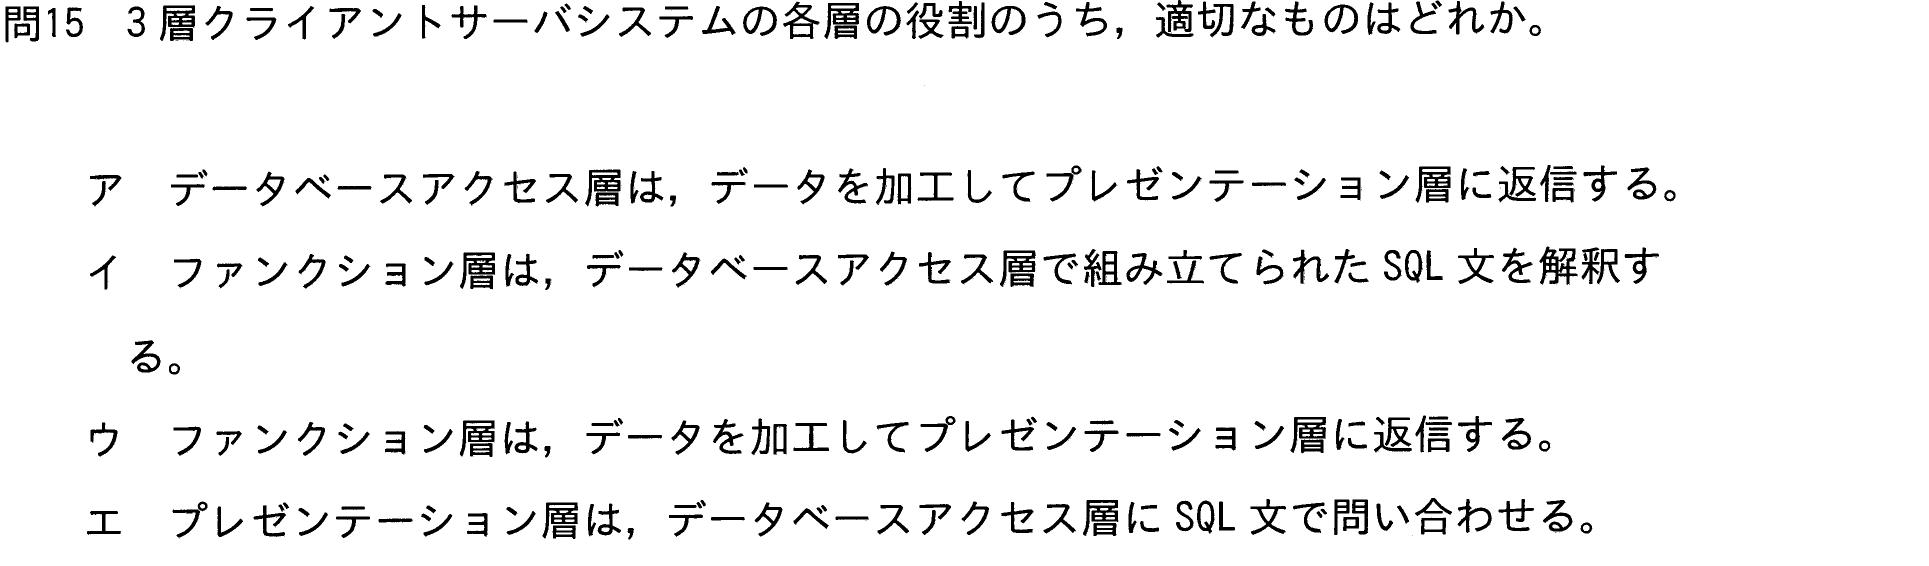 問15 3層クライアントサーバシステムの各層の役割のうち，適切なものはどれか。
ア データベースアクセス層は，データを加工してプレゼンテーション層に返信する。
イ ファンクション層は，データベースアクセス層で組み立てられた SQL 文を解釈す
る。
ウ ファンクション層は，データを加工してプレゼンテーション層に返信する。
エ プレゼンテーション層は，データベースアクセス層に SQL 文で問い合わせる。